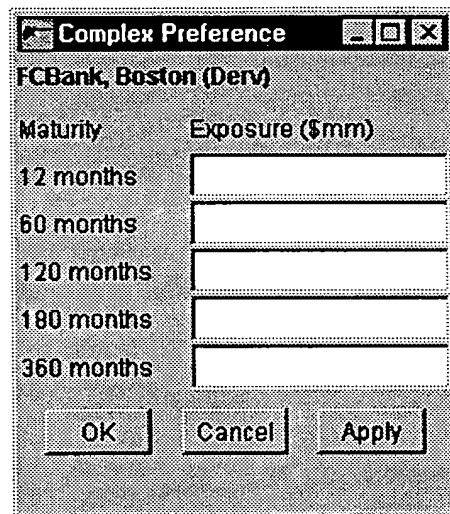 Complex Preference
FCBank, Boston (Derv)
Maturity Exposure ($mm)
12 months
60 months
120 months
180 months
360 months
OK Cancel Apply